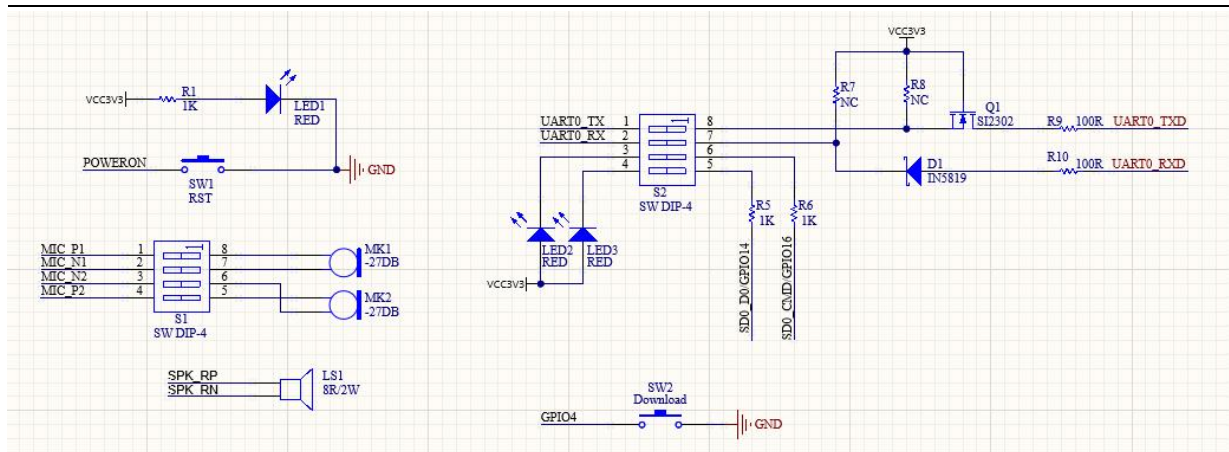 VCC3V3
R1
1K
LED1
RED
POWERON
SW1
RST
GND
MIC_P1
MIC_N1
MIC_N2
MIC_P2
1
2
3
4
1
8
7
6
5
S1
SW DIP-4
MK1
-27DB
MK2
-27DB
SPK_RP
SPK_RN
LS1
8R/2W
UART0_TX
UART0_RX
1
2
3
4
1
8
7
6
5
S2
SW DIP-4
LED2
RED
LED3
RED
VCC3V3
R5
1K
R6
1K
SD0_D0/GPIO14
SD0_CMD/GPIO16
VCC3V3
R7
NC
R8
NC
Q1
SI2302
R9 100R UART0_TXD
D1
IN5819
R10 100R UART0_RXD
GPIO4
SW2
Download
GND